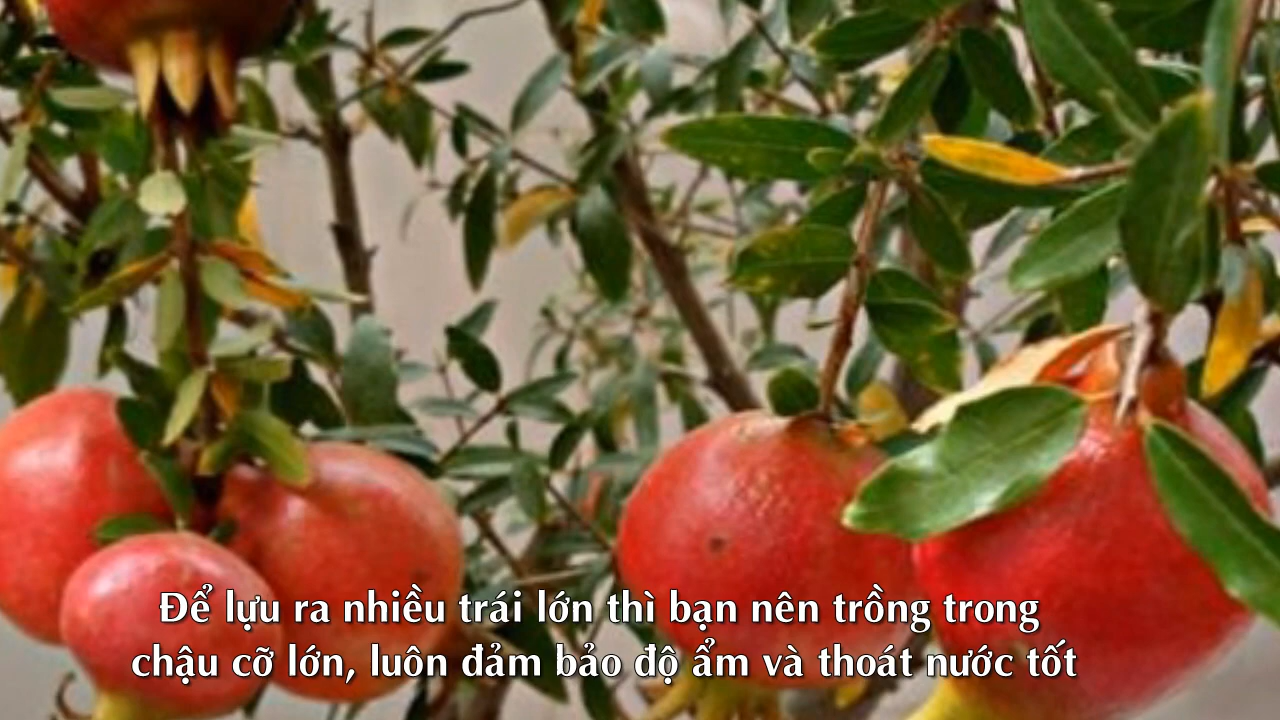 Để lựu ra nhiều trái lớn thì bạn nên trồng trong
chậu cỡ lớn, luôn đảm bảo độ ẩm và thoát nước tốt